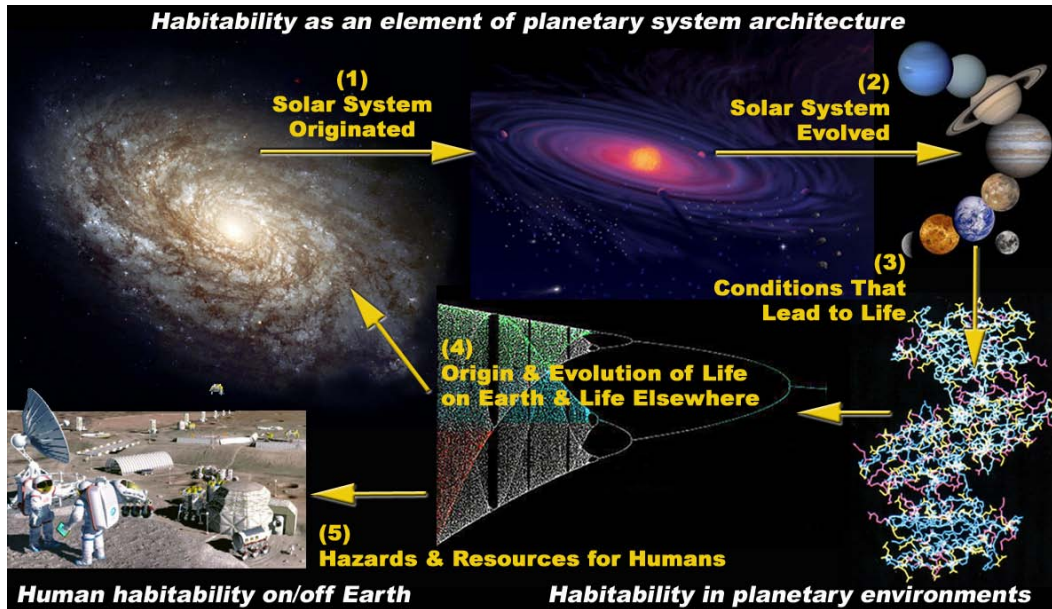 Habitability as an element of planetary system architecture
(1)
Solar System
Originated
(2)
Solar System
Evolved
(3)
Conditions That
Lead to Life
(4)
Origin & Evolution of Life
on Earth & Life Elsewhere
(5)
Hazards & Resources for Humans
Human habitability on/off Earth
Habitability in planetary environments